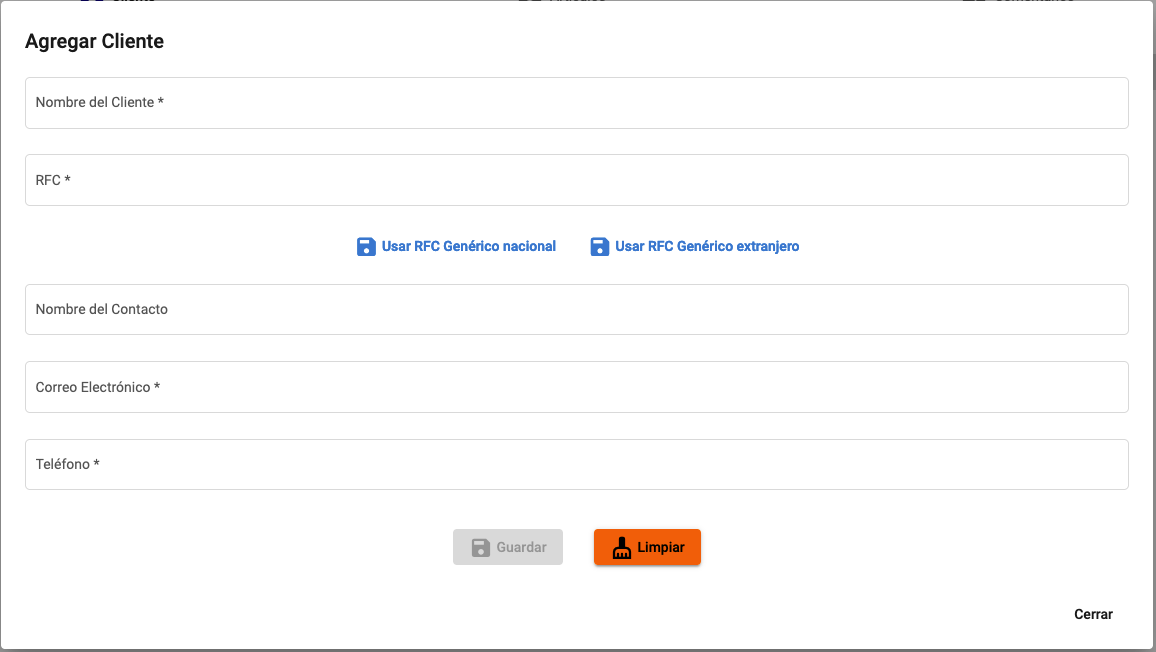 Agregar Cliente
Nombre del Cliente *
RFC *
Usar RFC Genérico nacional
Usar RFC Genérico extranjero
Nombre del Contacto
Correo Electrónico *
Teléfono *
Guardar
Limpiar
Cerrar